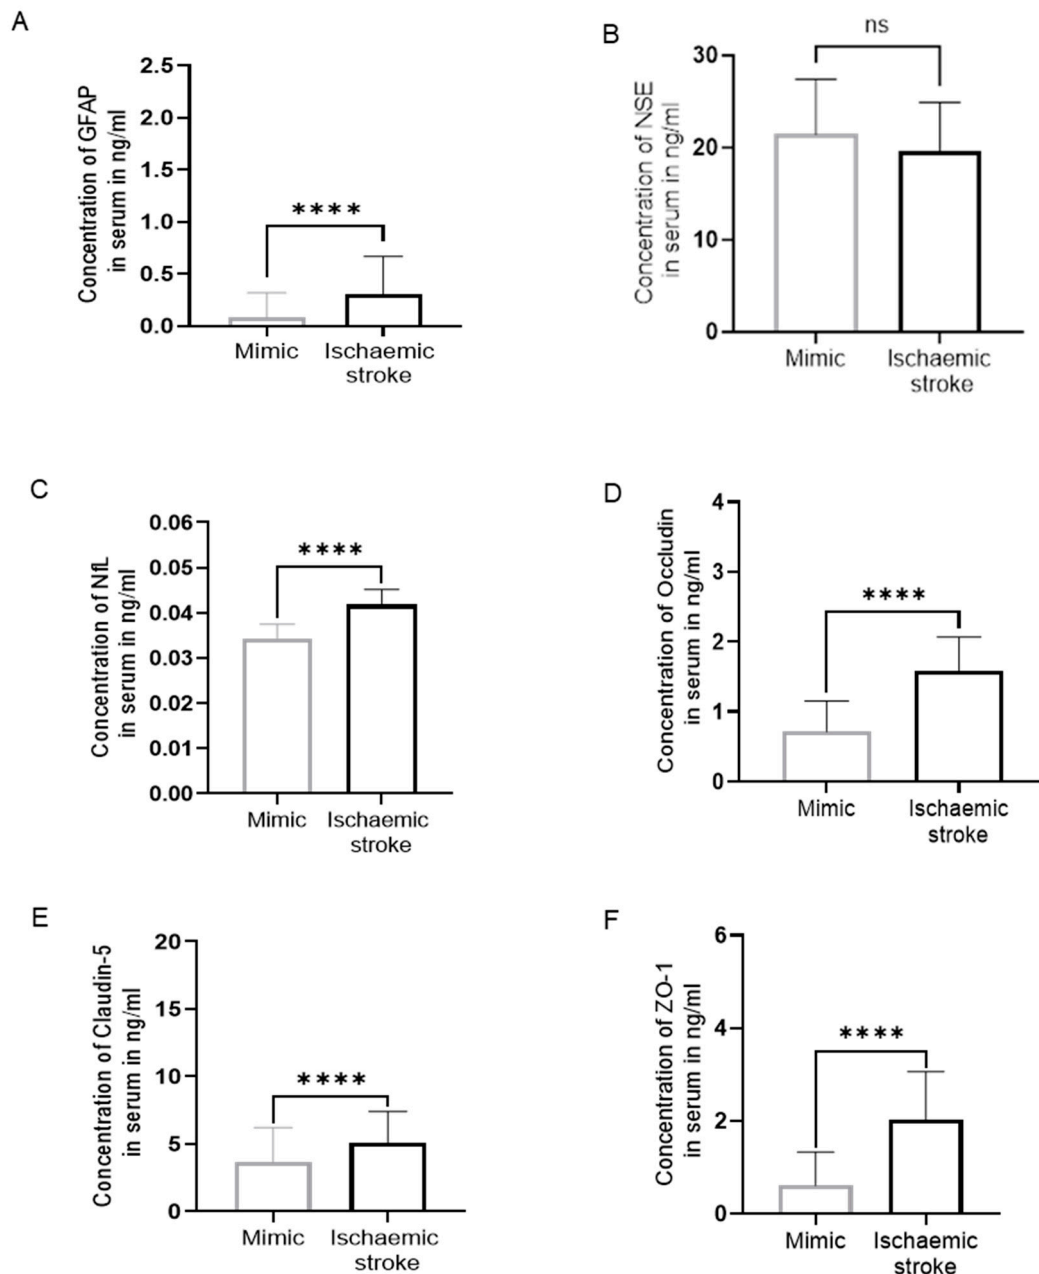 A
Concentration of GFAP
in serum in ng/ml
2.5
2.0
1.5
1.0
0.5
0.0
****
Mimic
Ischaemic
stroke
B
Concentration of NSE
in serum in ng/ml
30
20
10
0
ns
Mimic
Ischaemic
stroke
C
Concentration of NfL
in serum in ng/ml
0.06
0.05
0.04
0.03
0.02
0.01
0.00
****
Mimic
Ischaemic
stroke
D
Concentration of Occludin
in serum in ng/ml
4
3
2
1
0
****
Mimic
Ischaemic
stroke
E
Concentration of Claudin-5
in serum in ng/ml
20
15
10
5
0
****
Mimic
Ischaemic
stroke
F
Concentration of ZO-1
in serum in ng/ml
6
4
2
0
****
Mimic
Ischaemic
stroke